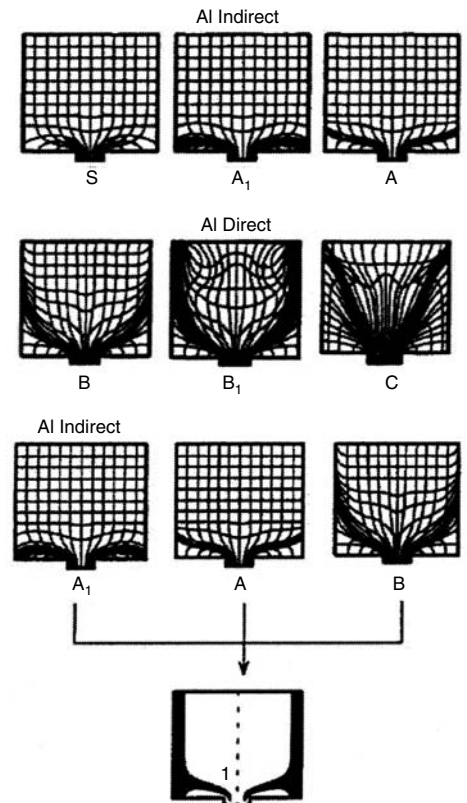 Al Indirect
S̄ A₁ A
Al Direct
B B₁ C
Al Indirect
A₁ A B
1